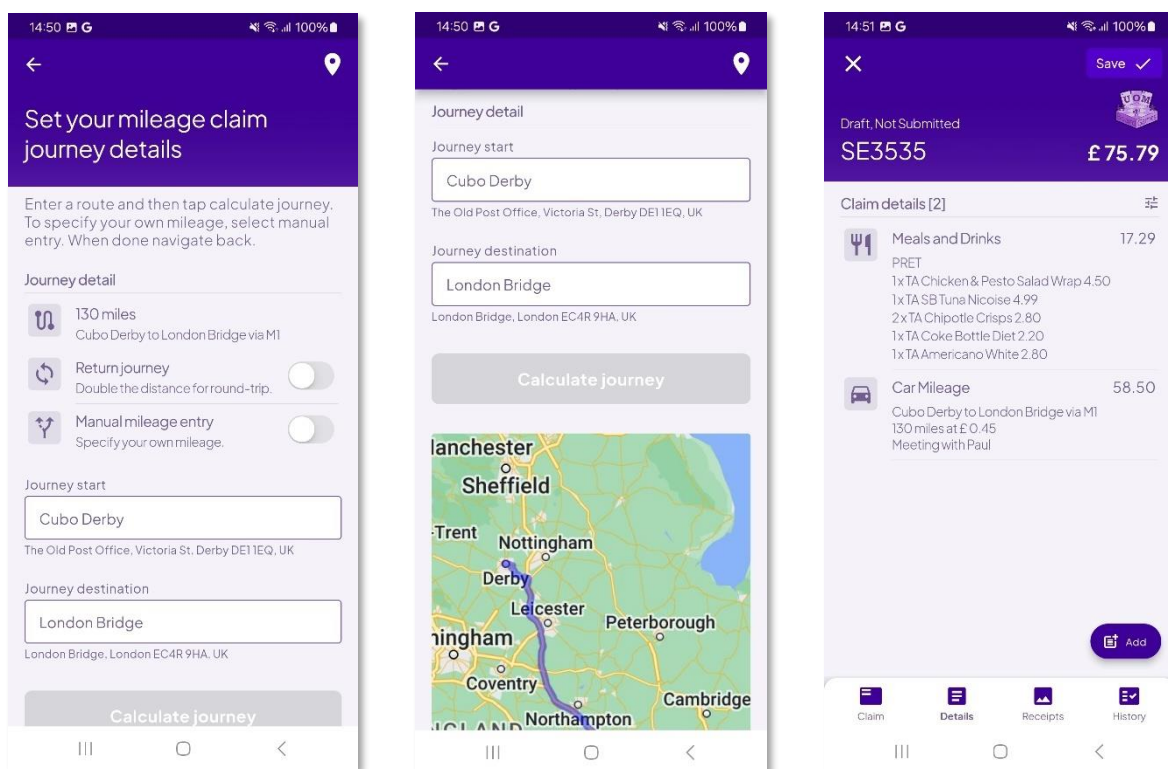 14:50 G 100%
Set your mileage claim
journey details
Enter a route and then tap calculate journey.
To specify your own mileage, select manual
entry. When done navigate back.
Journey detail
130 miles
Cubo Derby to London Bridge via M1
Return journey
Double the distance for round-trip.
Manual mileage entry
Specify your own mileage.
Journey start
Cubo Derby
The Old Post Office, Victoria St, Derby DE1 1EQ, UK
Journey destination
London Bridge
London Bridge, London EC4R 9HA, UK
Calculate journey
14:50 G 100%
Journey detail
Journey start
Cubo Derby
The Old Post Office, Victoria St, Derby DE1 1EQ, UK
Journey destination
London Bridge
London Bridge, London EC4R 9HA, UK
Calculate journey
lanchester
Sheffield
-Trent
Nottingham
Derby
Leicester
Peterborough
ningham
Coventry
Cambridge
Northampton
NGLAND
14:51 G 100%
Save
UOM
Draft, Not Submitted
SE3535 £75.79
Claim details [2]
Meals and Drinks 17.29
PRET
1 x TA Chicken & Pesto Salad Wrap 4.50
1 x TA SB Tuna Nicoise 4.99
2 x TA Chipotle Crisps 2.80
1 x TA Coke Bottle Diet 2.20
1 x TA Americano White 2.80
Car Mileage 58.50
Cubo Derby to London Bridge via M1
130 miles at £0.45
Meeting with Paul
Add
Claim Details Receipts History